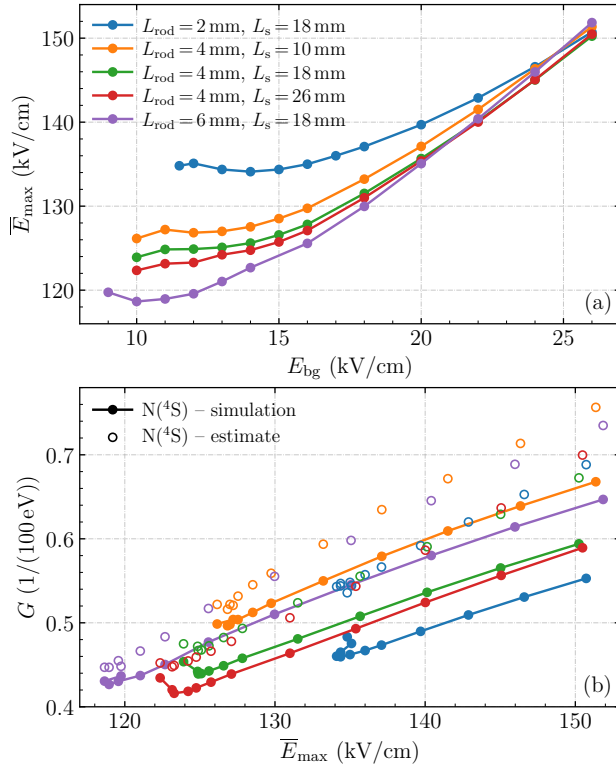 150
140
130
120
Ē_max (kV/cm)
L_rod = 2 mm, L_s = 18 mm
L_rod = 4 mm, L_s = 10 mm
L_rod = 4 mm, L_s = 18 mm
L_rod = 4 mm, L_s = 26 mm
L_rod = 6 mm, L_s = 18 mm
(a)
10 15 20 25
E_bg (kV/cm)
0.7
0.6
0.5
0.4
G (1/(100 eV))
N(⁴S) – simulation
N(⁴S) – estimate
(b)
120 130 140 150
Ē_max (kV/cm)